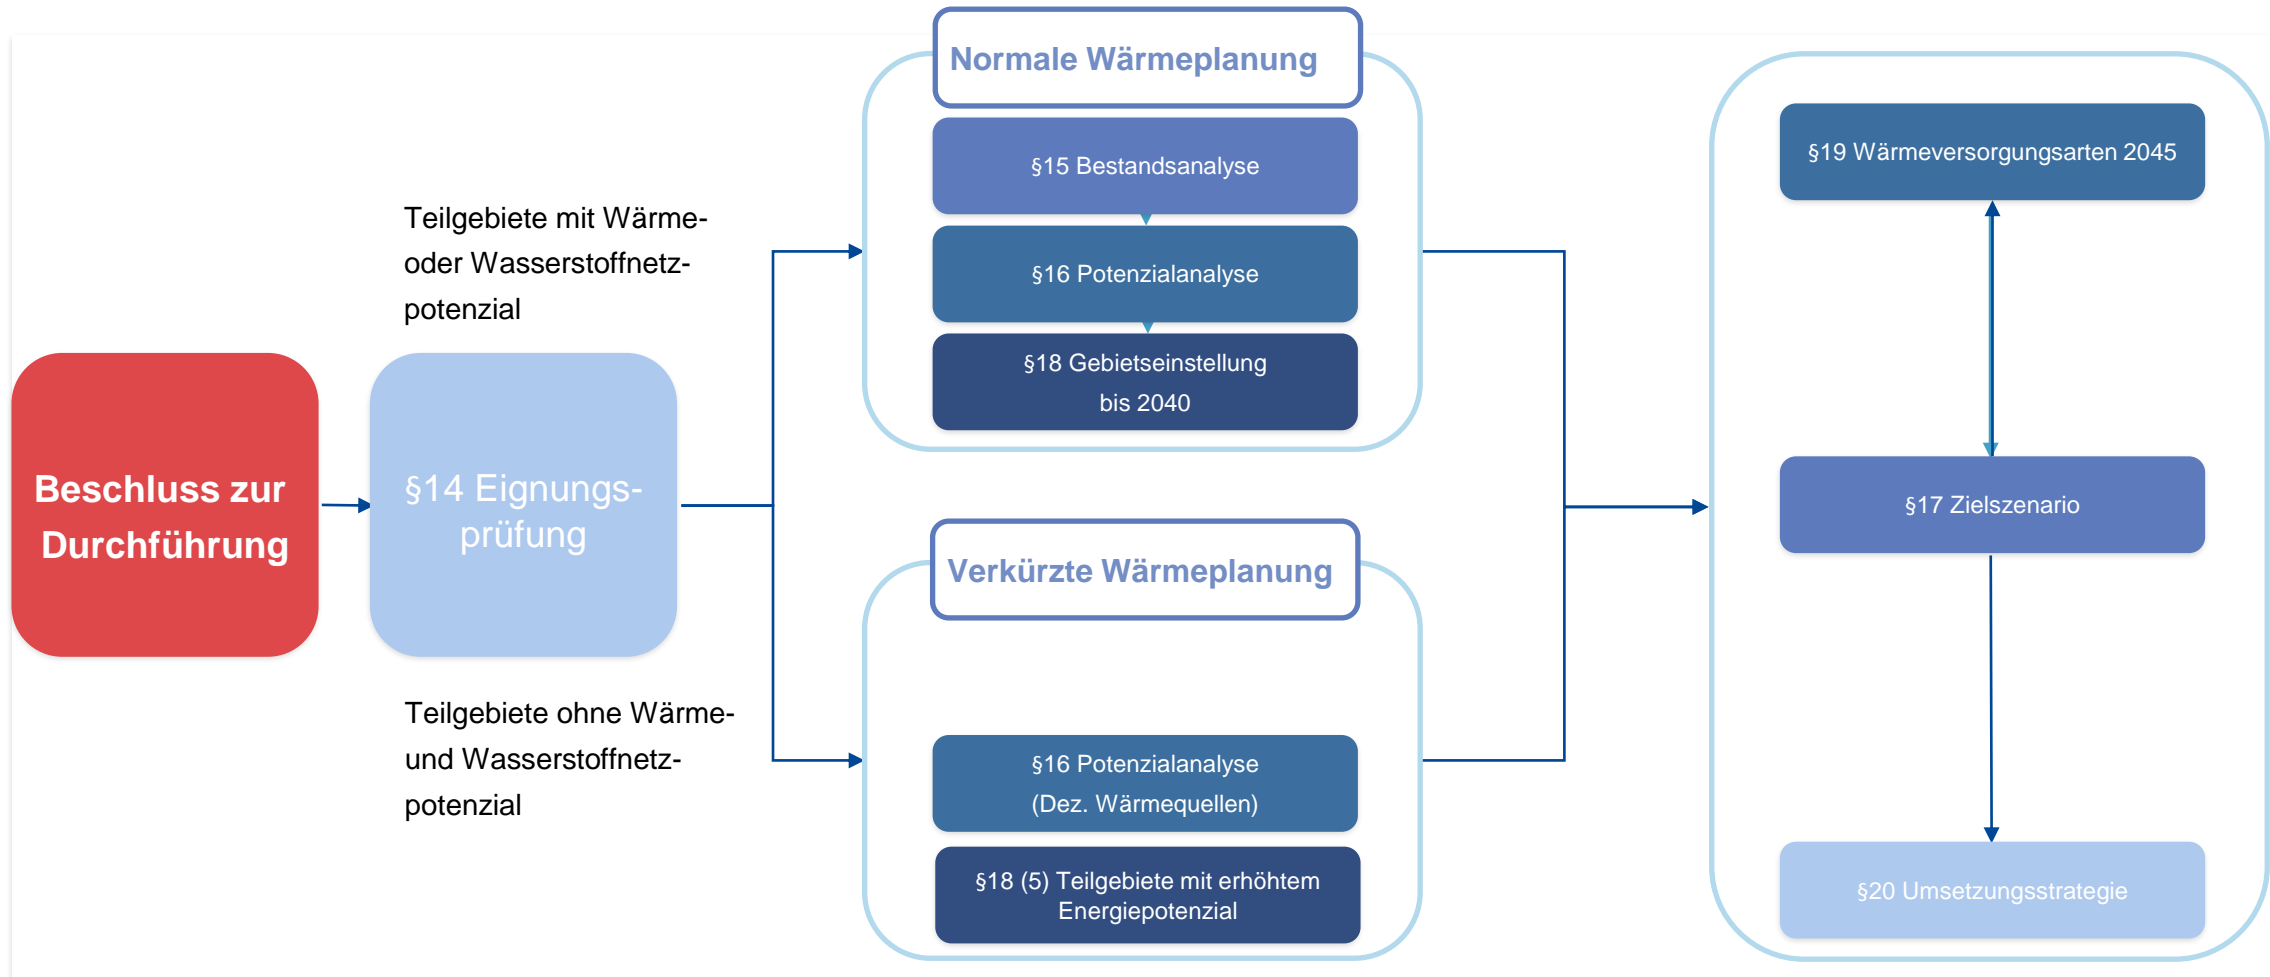 Beschluss zur
Durchführung
§14 Eignungs-
prüfung
Teilgebiete mit Wärme-
oder Wasserstoffnetz-
potenzial
Teilgebiete ohne Wärme-
und Wasserstoffnetz-
potenzial
Normale Wärmeplanung
§15 Bestandsanalyse
§16 Potenzialanalyse
§18 Gebietseinstellung
bis 2040
Verkürzte Wärmeplanung
§16 Potenzialanalyse
(Dez. Wärmequellen)
§18 (5) Teilgebiete mit erhöhtem
Energiepotenzial
§19 Wärmeversorgungsarten 2045
§17 Zielszenario
§20 Umsetzungsstrategie